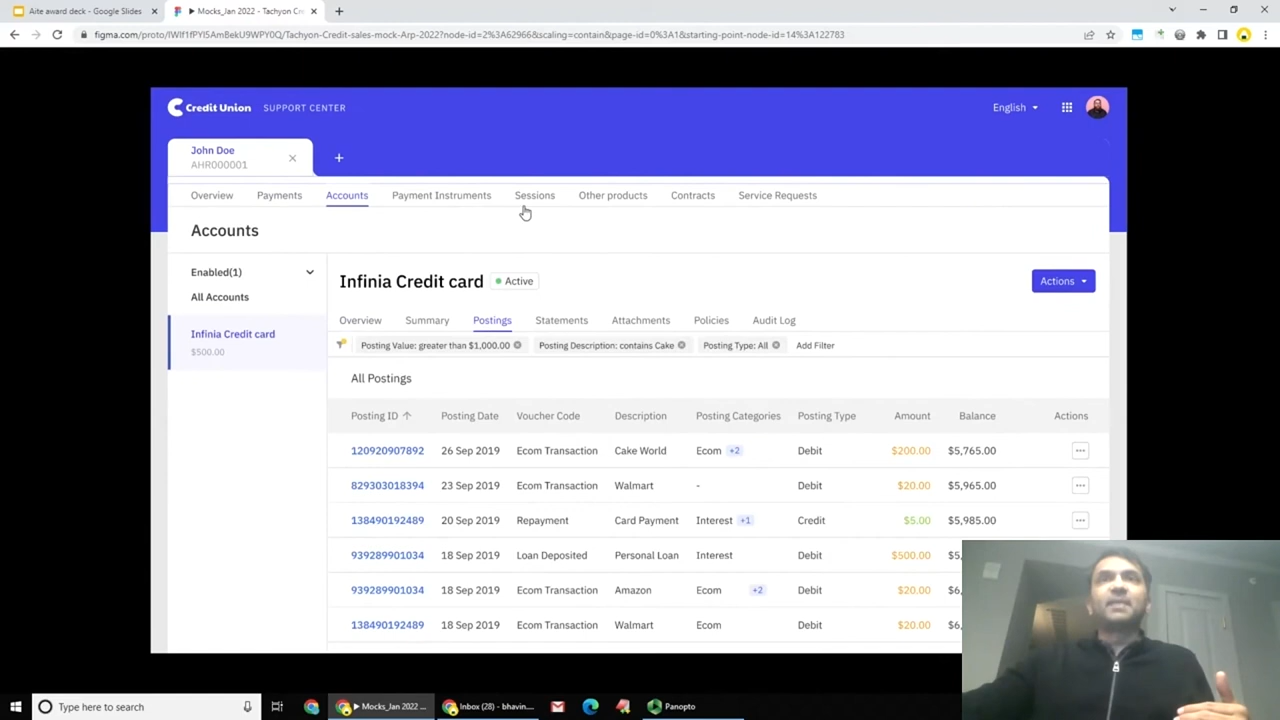 Aite award deck - Google Slides
Mocks_Jan 2022 - Tachyon Cre
figma.com/proto/IWlf1fPYI5AmBekU9WPY0Q/Tachyon-Credit-sales-mock-Arp-2022?node-id=2%3A62966&scaling=contain&page-id=0%3A1&starting-point-node-id=14%3A122783
Credit Union SUPPORT CENTER English
John Doe
AHR000001
Overview Payments Accounts Payment Instruments Sessions Other products Contracts Service Requests
Accounts
Enabled(1)
All Accounts
Infinia Credit card
$500.00
Infinia Credit card Active Actions
Overview Summary Postings Statements Attachments Policies Audit Log
Posting Value: greater than $1,000.00 Posting Description: contains Cake Posting Type: All Add Filter
All Postings
Posting ID Posting Date Voucher Code Description Posting Categories Posting Type Amount Balance Actions
120920907892 26 Sep 2019 Ecom Transaction Cake World Ecom +2 Debit $200.00 $5,765.00 ...
829303018394 23 Sep 2019 Ecom Transaction Walmart - Debit $20.00 $5,965.00 ...
138490192489 20 Sep 2019 Repayment Card Payment Interest +1 Credit $5.00 $5,985.00 ...
939289901034 18 Sep 2019 Loan Deposited Personal Loan Interest Debit $500.00 $5,
939289901034 18 Sep 2019 Ecom Transaction Amazon Ecom +2 Debit $20.00 $6,
138490192489 18 Sep 2019 Ecom Transaction Walmart Ecom Debit $20.00 $6,
Type here to search Mocks_Jan 2022 ... Inbox (28) - bhavin.... Panopto